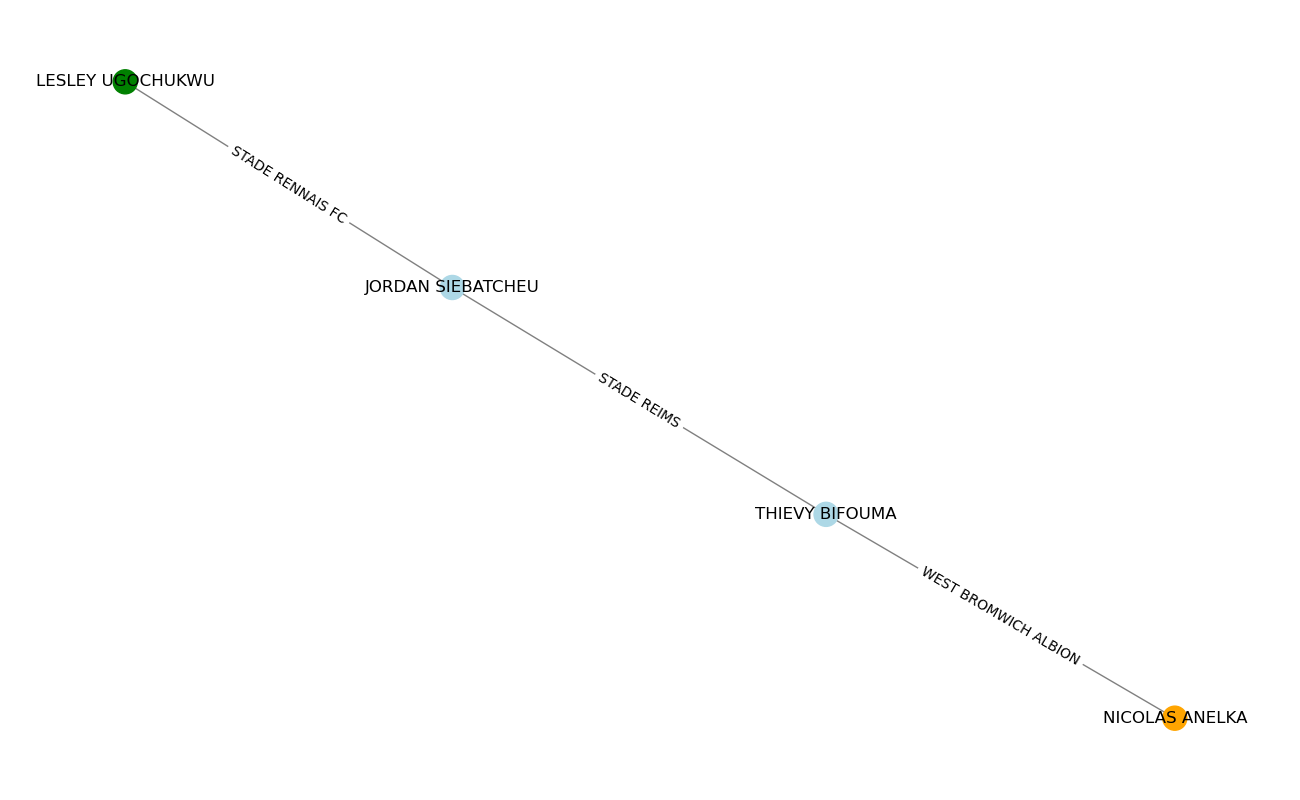 LESLEY UGOCHUKWU
STADE RENNAIS FC
JORDAN SIEBATCHEU
STADE REIMS
THIEVY BIFOUMA
WEST BROMWICH ALBION
NICOLAS ANELKA